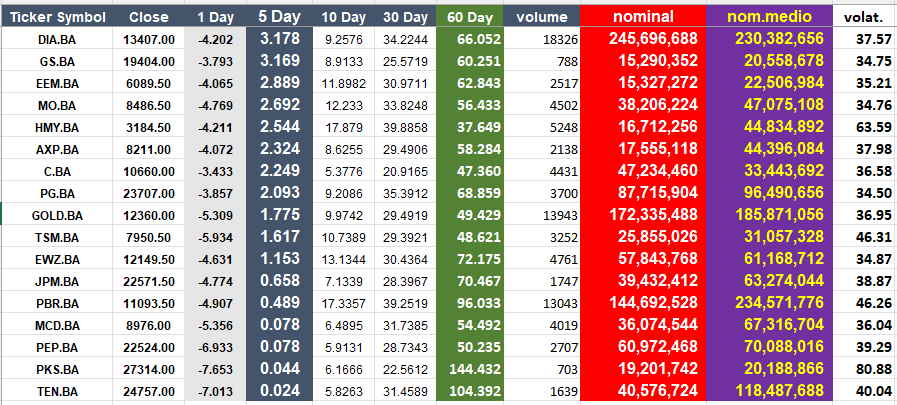 Ticker Symbol Close 1 Day 5 Day 10 Day 30 Day 60 Day volume nominal nom.medio volat.
DIA.BA 13407.00 -4.202 3.178 9.2576 34.2244 66.052 18326 245,696,688 230,382,656 37.57
GS.BA 19404.00 -3.793 3.169 8.9133 25.5719 60.251 788 15,290,352 20,558,678 34.75
EEM.BA 6089.50 -4.065 2.889 11.8982 30.9711 62.843 2517 15,327,272 22,506,984 35.21
MO.BA 8486.50 -4.769 2.692 12.233 33.8248 56.433 4502 38,206,224 47,075,108 34.76
HMY.BA 3184.50 -4.211 2.544 17.879 39.8858 37.649 5248 16,712,256 44,834,892 63.59
AXP.BA 8211.00 -4.072 2.324 8.6255 29.4906 58.284 2138 17,555,118 44,396,084 37.98
C.BA 10660.00 -3.433 2.249 5.3776 20.9165 47.360 4431 47,234,460 33,443,692 36.58
PG.BA 23707.00 -3.857 2.093 9.2086 35.3912 68.859 3700 87,715,904 96,490,656 34.50
GOLD.BA 12360.00 -5.309 1.775 9.9742 29.4919 49.429 13943 172,335,488 185,871,056 36.95
TSM.BA 7950.50 -5.934 1.617 10.7389 29.3921 48.621 3252 25,855,026 31,057,328 46.31
EWZ.BA 12149.50 -4.631 1.153 13.1344 30.4364 72.175 4761 57,843,768 61,168,712 34.87
JPM.BA 22571.50 -4.774 0.658 7.1339 28.3967 70.467 1747 39,432,412 63,274,044 38.87
PBR.BA 11093.50 -4.907 0.489 17.3357 39.2519 96.033 13043 144,692,528 234,571,776 46.26
MCD.BA 8976.00 -5.356 0.078 6.4895 31.7385 54.492 4019 36,074,544 67,316,704 36.04
PEP.BA 22524.00 -6.933 0.078 5.9131 28.7343 50.235 2707 60,972,468 70,088,016 39.29
PKS.BA 27314.00 -7.653 0.044 6.1666 22.5612 144.432 703 19,201,742 20,188,866 80.88
TEN.BA 24757.00 -7.013 0.024 5.8263 31.4589 104.392 1639 40,576,724 118,487,688 40.04